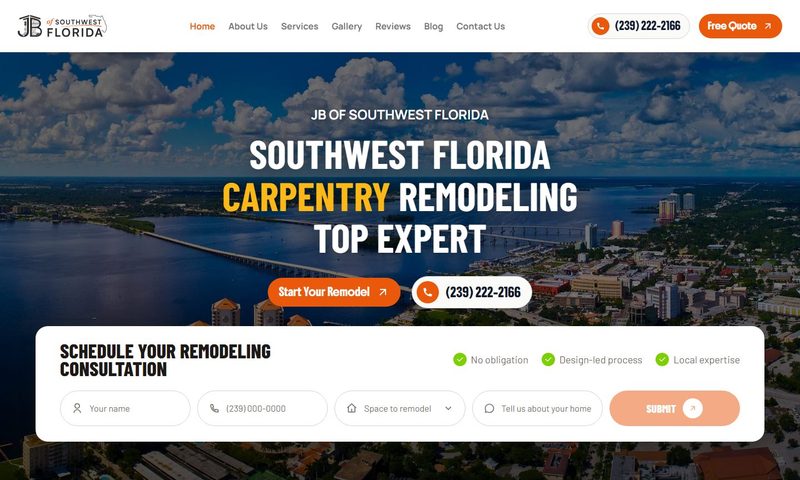 JB of SOUTHWEST
FLORIDA
Home About Us Services Gallery Reviews Blog Contact Us
(239) 222-2166
Free Quote
JB OF SOUTHWEST FLORIDA
SOUTHWEST FLORIDA
CARPENTRY REMODELING
TOP EXPERT
Start Your Remodel
(239) 222-2166
SCHEDULE YOUR REMODELING
CONSULTATION
No obligation
Design-led process
Local expertise
Your name
(239) 000-0000
Space to remodel
Tell us about your home
SUBMIT